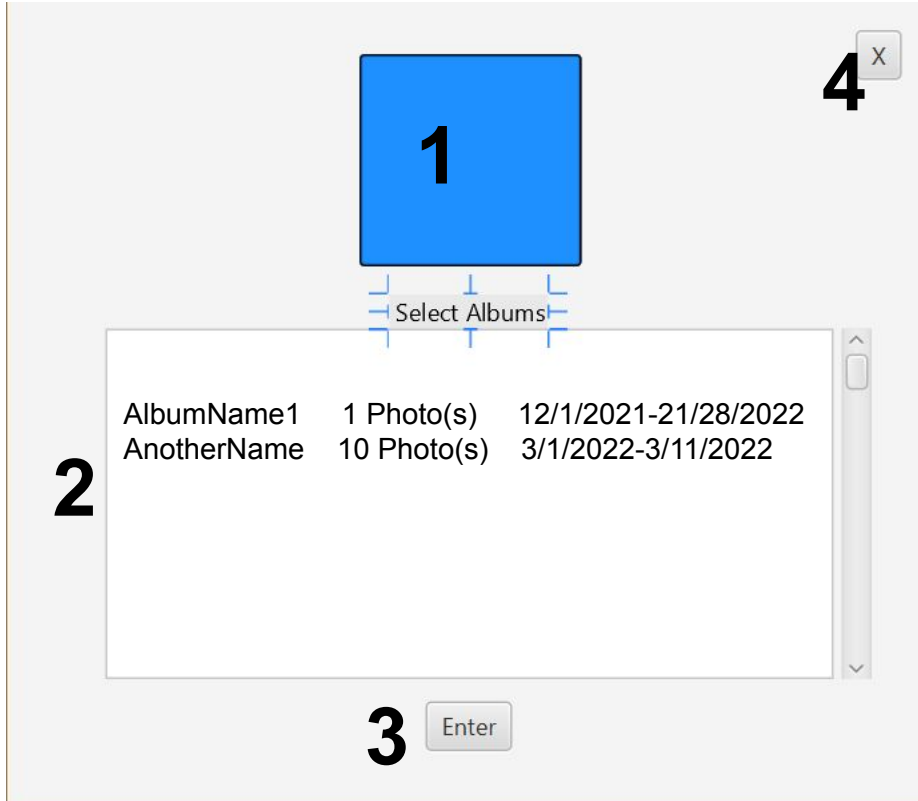 X
4
1
Select Albums
AlbumName1 1 Photo(s) 12/1/2021-21/28/2022
AnotherName 10 Photo(s) 3/1/2022-3/11/2022
2
3 Enter